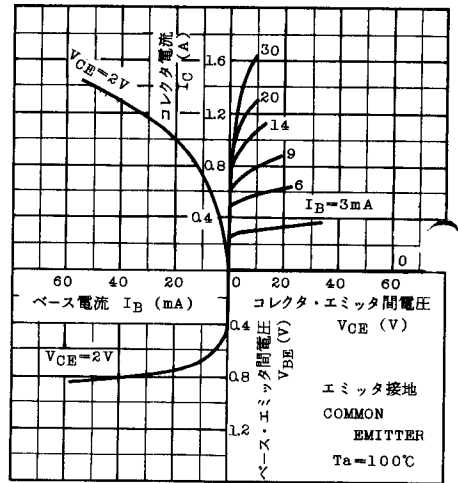 VCE=2V
コレクタ電流
IC (A)
1.6
1.2
0.8
0.4
30
20
14
9
6
IB=3mA
0
60 40 20 0 20 40 60
ベース電流 IB (mA)
コレクタ・エミッタ間電圧
VCE (V)
VCE=2V
ベース・エミッタ間電圧
VBE (V)
0.4
0.8
1.2
エミッタ接地
COMMON
EMITTER
Ta=100℃